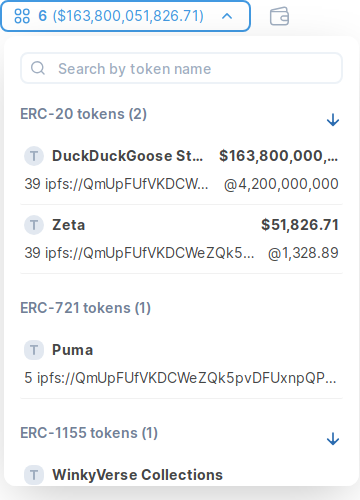 6 ($163,800,051,826.71)
Search by token name
ERC-20 tokens (2)
T DuckDuckGoose St... $163,800,000,...
39 ipfs://QmUpFUfVKDCW... @4,200,000,000
T Zeta $51,826.71
39 ipfs://QmUpFUfVKDCWeZQk5... @1,328.89
ERC-721 tokens (1)
T Puma
5 ipfs://QmUpFUfVKDCWeZQk5pvDFUxnpQP...
ERC-1155 tokens (1)
T WinkyVerse Collections